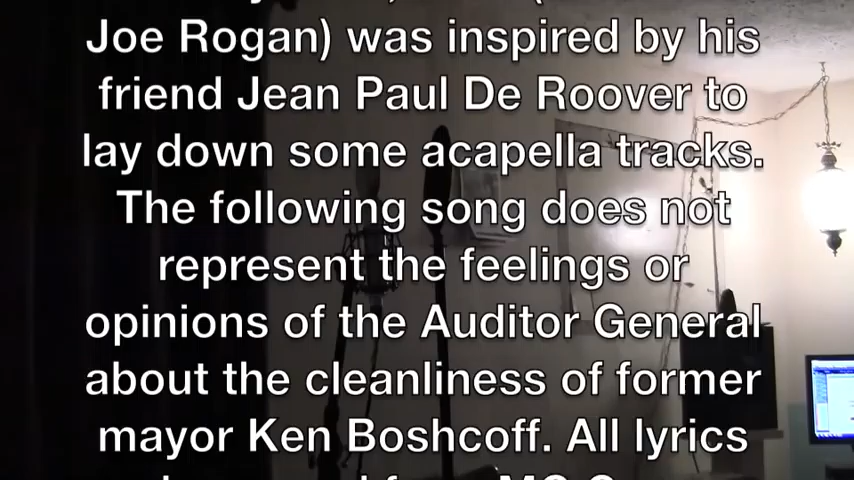 Joe Rogan) was inspired by his
friend Jean Paul De Roover to
lay down some acapella tracks.
The following song does not
represent the feelings or
opinions of the Auditor General
about the cleanliness of former
mayor Ken Boshcoff. All lyrics